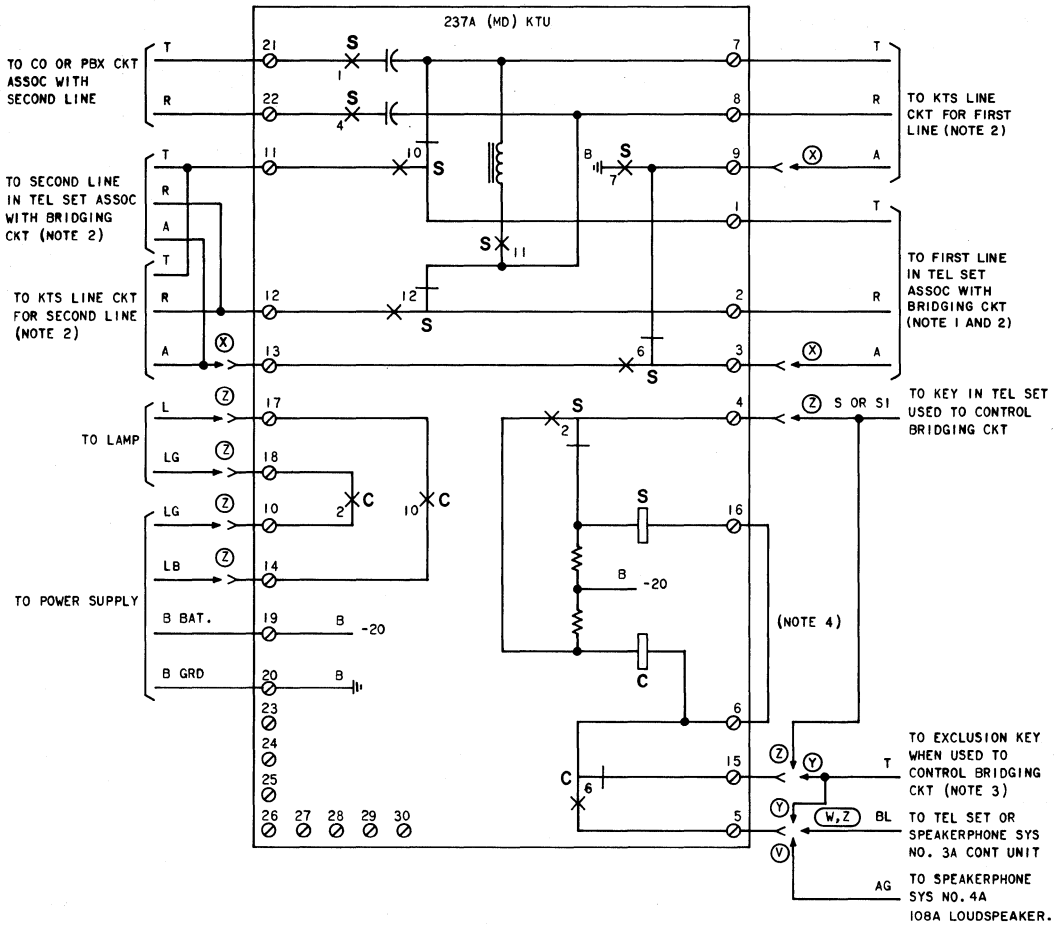 237A (MD) KTU
TO CO OR PBX CKT
ASSOC WITH
SECOND LINE
T
R
21
22
S
1
S
4
7
8
T
R
A
TO KTS LINE
CKT FOR FIRST
LINE (NOTE 2)
T
R
A
TO SECOND LINE
IN TEL SET ASSOC
WITH BRIDGING
CKT (NOTE 2)
11
10
S
B
S
7
9
X
1
T
S
11
TO KTS LINE CKT
FOR SECOND LINE
(NOTE 2)
T
R
A
X
12
13
12
S
2
R
6
S
3
X
A
TO FIRST LINE
IN TEL SET
ASSOC WITH
BRIDGING CKT
(NOTE 1 AND 2)
TO LAMP
L
LG
Z
Z
17
18
S
2
4
Z
S OR S1
TO KEY IN TEL SET
USED TO CONTROL
BRIDGING CKT
2
C
10
C
TO POWER SUPPLY
LG
LB
B BAT.
B GRD
Z
Z
10
14
19
20
B
-20
B
S
16
B
-20
C
(NOTE 4)
6
23
24
25
26
27
28
29
30
C
6
15
5
Z
Y
T
TO EXCLUSION KEY
WHEN USED TO
CONTROL BRIDGING
CKT (NOTE 3)
Y
W,Z
BL
TO TEL SET OR
SPEAKERPHONE SYS
NO. 3A CONT UNIT
V
AG
TO SPEAKERPHONE
SYS NO. 4A
108A LOUDSPEAKER.